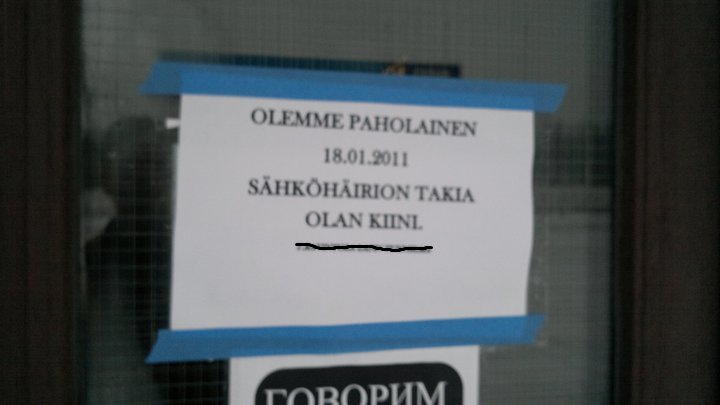 OLEMME PAHOLAINEN
18.01.2011
SÄHKÖHÄIRION TAKIA
OLAN KIINI.
ГОВОРИМ